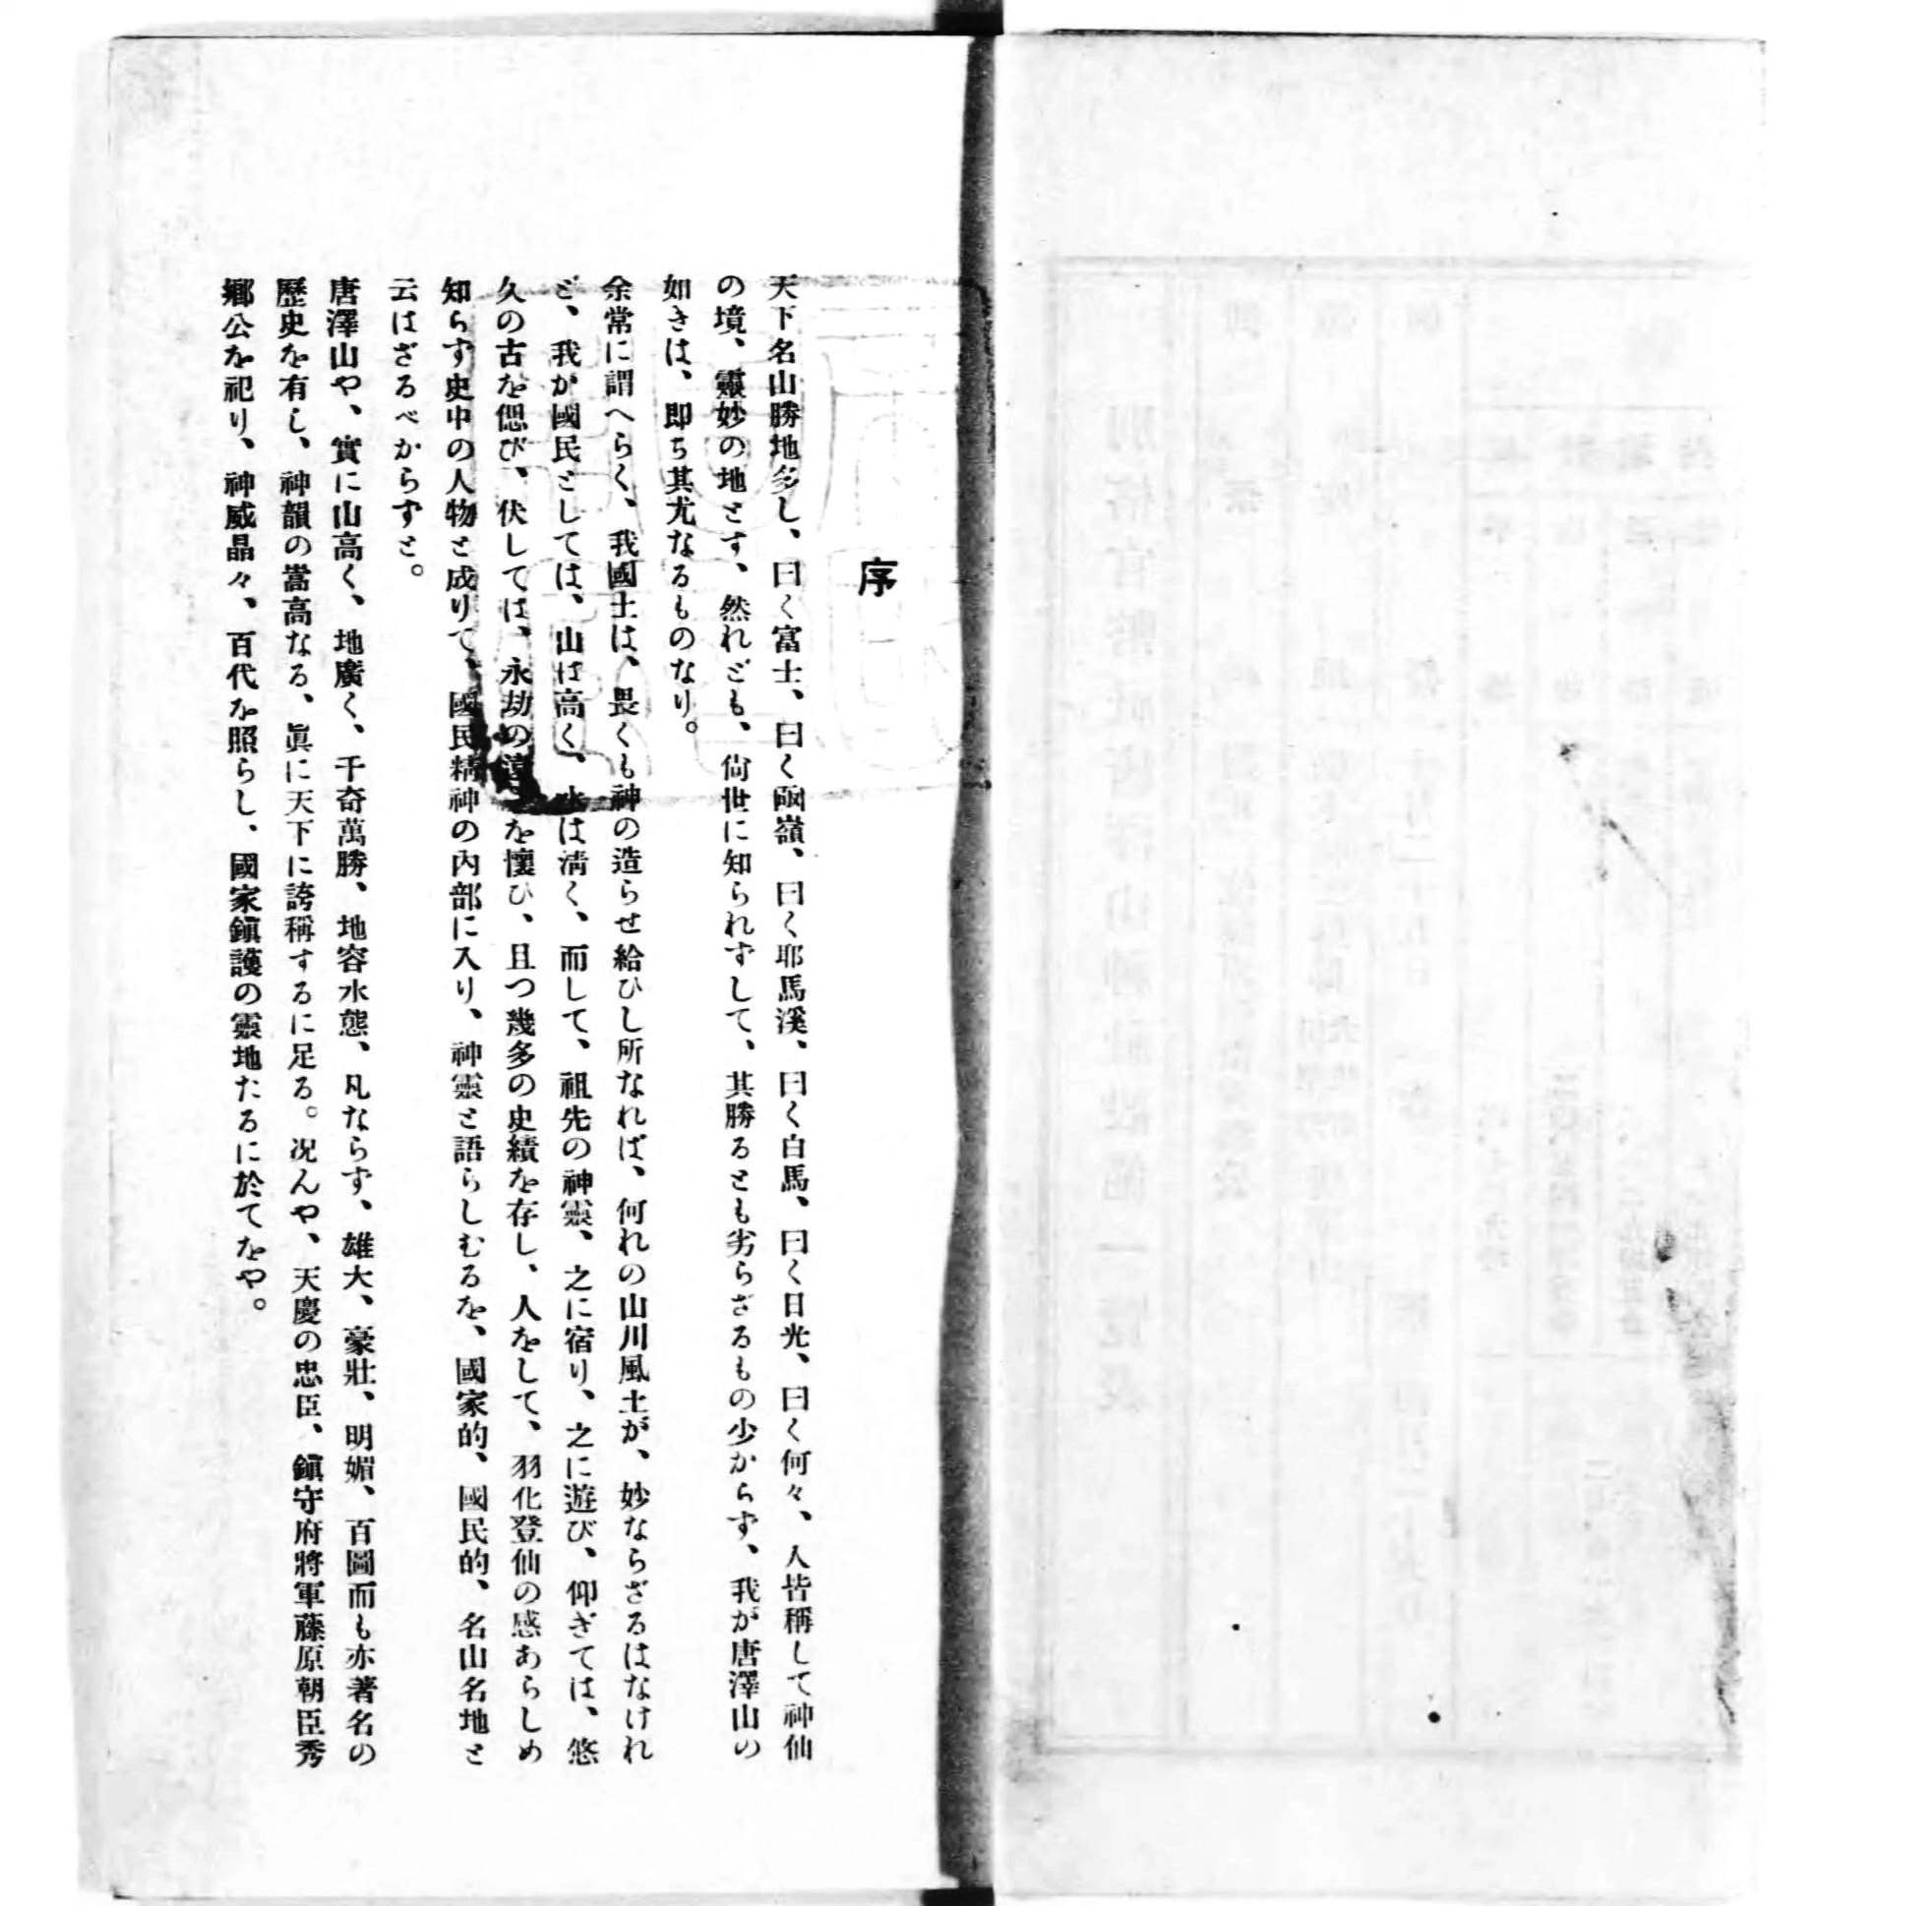 序
天下名山勝地多し、曰く富士、曰く凾嶺、曰く耶馬溪、曰く白馬、曰く日光、曰く何々、人皆稱して神仙
の境、靈妙の地とす、然れども、尙世に知られずして、其勝るとも劣らざるもの少からず、我が唐澤山の
如きは、卽ち其尤なるものなり。
余常に謂へらく、我國土は、畏くも神の造らせ給ひし所なれば、何れの山川風土が、妙ならざるはなけれ
ど、我が國民としては、山は高く、水は淸く、而して、祖先の神靈、之に宿り、之に遊び、仰ぎては、悠
久の古を偲び、伏しては、永劫の を懷ひ、且つ幾多の史績を存し、人をして、羽化登仙の感あらしめ
知らず史中の人物と成りて、國民精神の內部に入り、神靈と語らしむるを、國家的、國民的、名山名地と
云はざるべからずと。
唐澤山や、實に山高く、地廣く、千奇萬勝、地容水態、凡ならず、雄大、豪壯、明媚、百圖而も亦著名の
歷史を有し、神韻の嵩高なる、眞に天下に誇稱するに足る。况んや、天慶の忠臣、鎭守府將軍藤原朝臣秀
鄕公を祀り、神威晶々、百代を照らし、國家鎭護の靈地たるに於てをや。